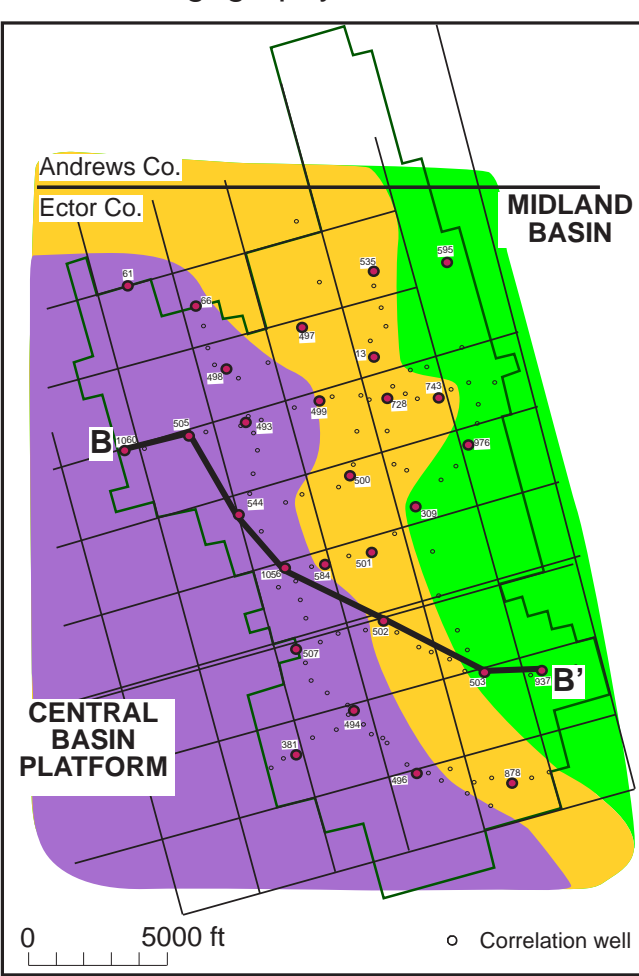 Andrews Co.
Ector Co.
MIDLAND
BASIN
535
595
61
66
497
13
498
743
728
499
493
505
B
1060
976
500
544
309
501
1056
584
502
507
503
937
B’
CENTRAL
BASIN
PLATFORM
494
381
496
878
0
5000 ft
Correlation well